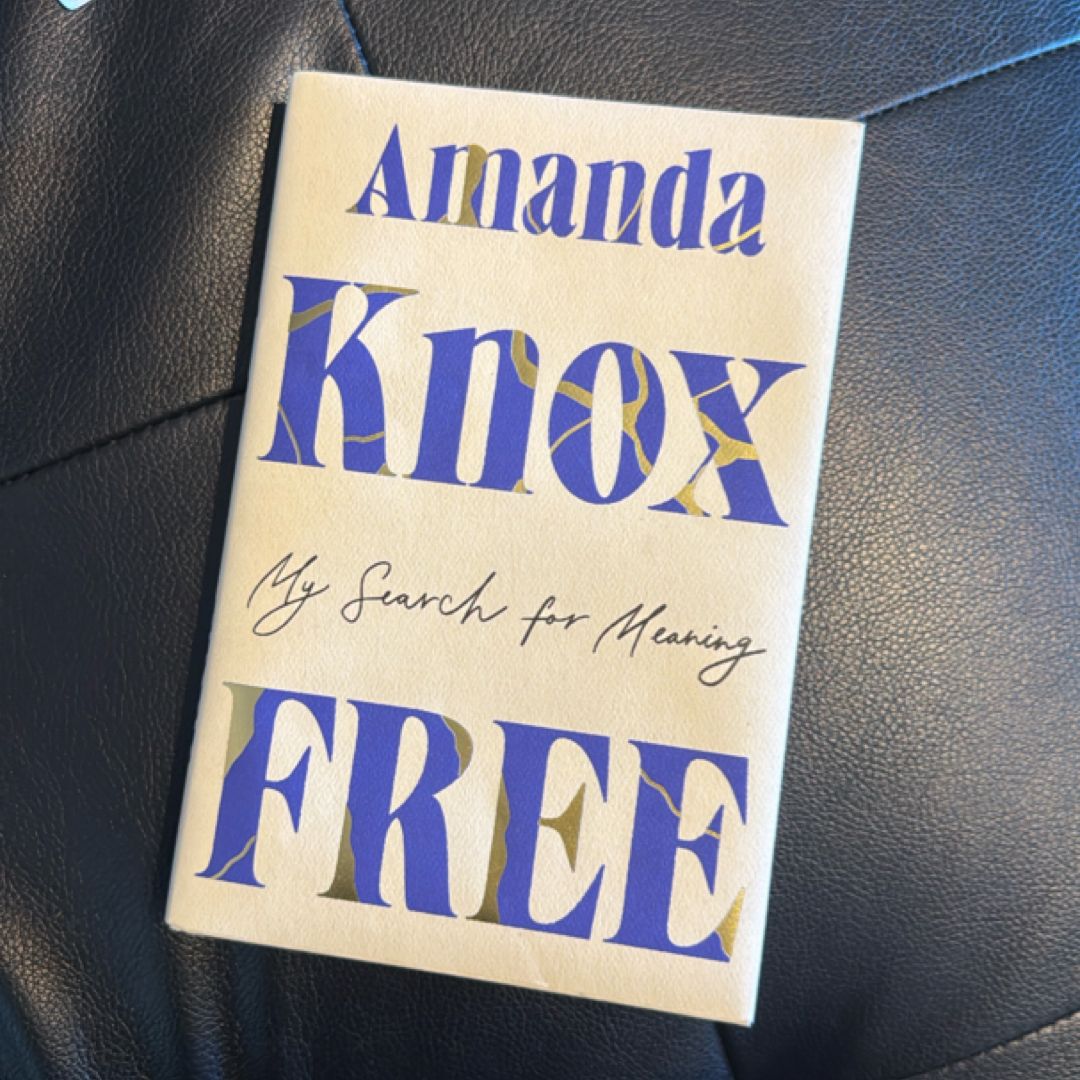 Amanda
Knox
My Search for Meaning
FREE